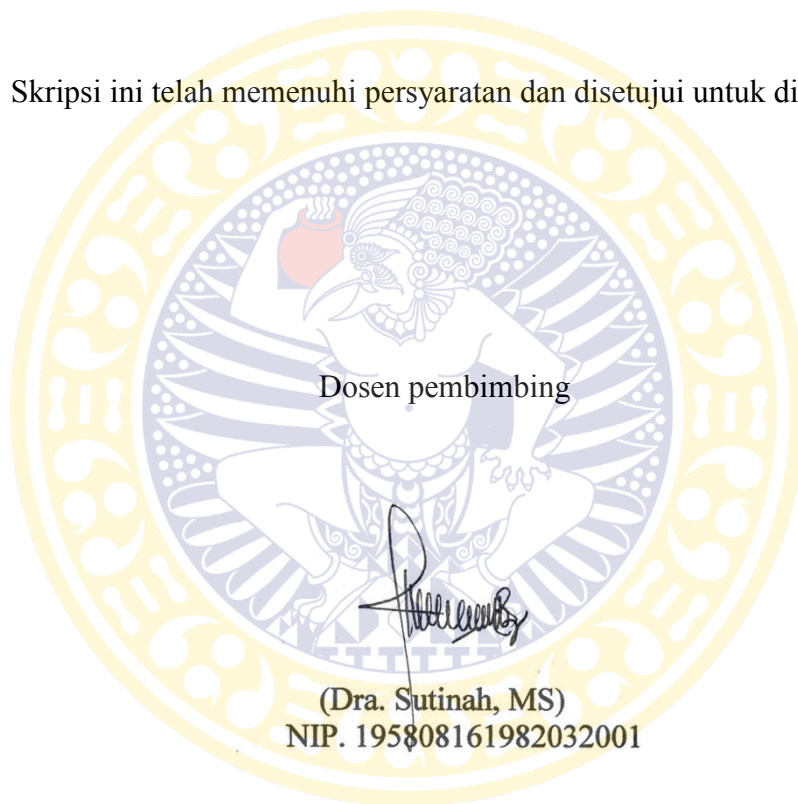 Skripsi ini telah memenuhi persyaratan dan disetujui untuk di
Dosen pembimbing
(Dra. Sutinah, MS)
NIP. 195808161982032001